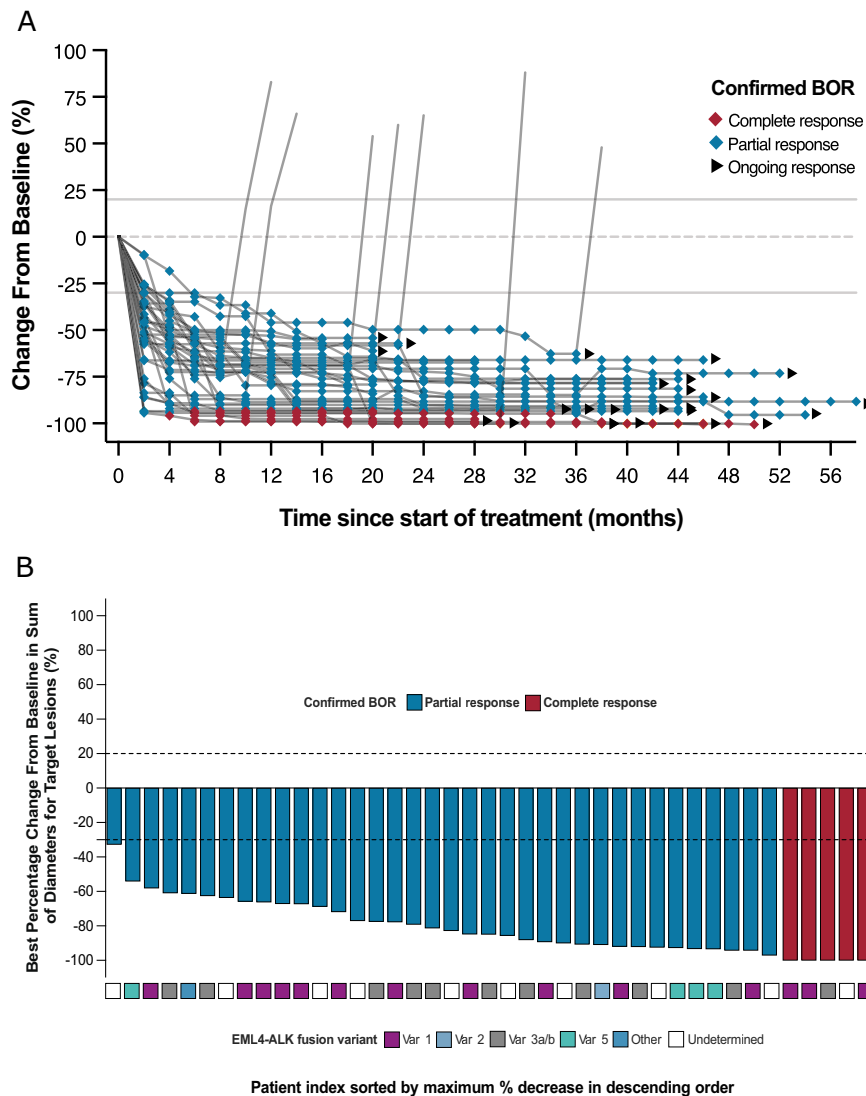 A
Change From Baseline (%)
100
75
50
25
0
-25
-50
-75
-100
Confirmed BOR
Complete response
Partial response
Ongoing response
0 4 8 12 16 20 24 28 32 36 40 44 48 52 56
Time since start of treatment (months)
B
Best Percentage Change From Baseline in Sum
of Diameters for Target Lesions (%)
100
80
60
40
20
0
-40
-60
-80
-100
Confirmed BOR Partial response Complete response
EML4-ALK fusion variant Var 1 Var 2 Var 3a/b Var 5 Other Undetermined
Patient index sorted by maximum % decrease in descending order